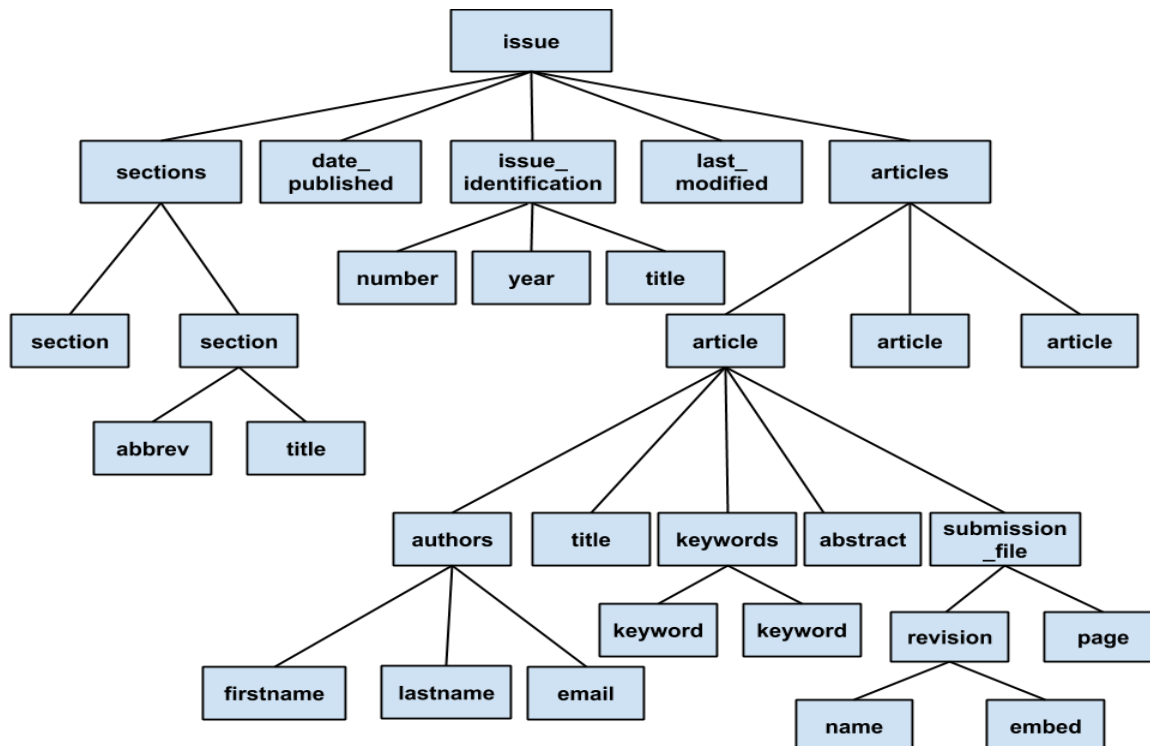 issue
sections
date_
published
issue_
identification
last_
modified
articles
number
year
title
section
section
article
article
article
abbrev
title
authors
title
keywords
abstract
submission
_file
keyword
keyword
revision
page
firstname
lastname
email
name
embed